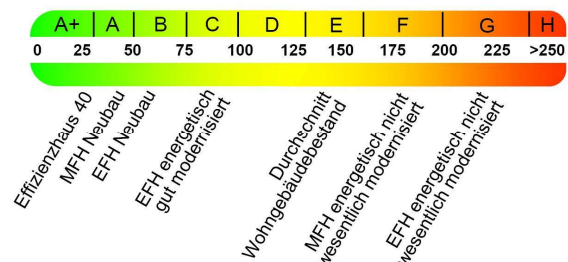 A+ A B C D E F G H
0 25 50 75 100 125 150 175 200 225 >250
Effizienzhaus 40
MFH Neubau
EFH Neubau
EFH energetisch
gut modernisiert
Durchschnitt
Wohngebäudebestand
MFH energetisch nicht
wesentlich modernisiert
EFH energetisch nicht
wesentlich modernisiert